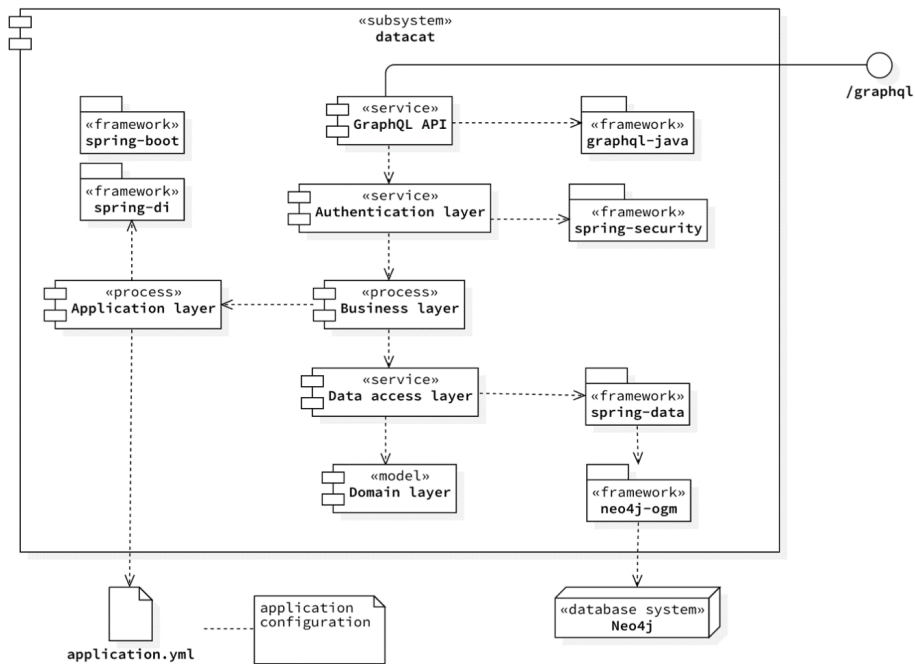 «subsystem»
datacat
/graphql
«framework»
spring-boot
«service»
GraphQL API
«framework»
graphql-java
«framework»
spring-di
«service»
Authentication layer
«framework»
spring-security
«process»
Application layer
«process»
Business layer
«service»
Data access layer
«framework»
spring-data
«model»
Domain layer
«framework»
neo4j-ogm
application.yml
application
configuration
«database system»
Neo4j